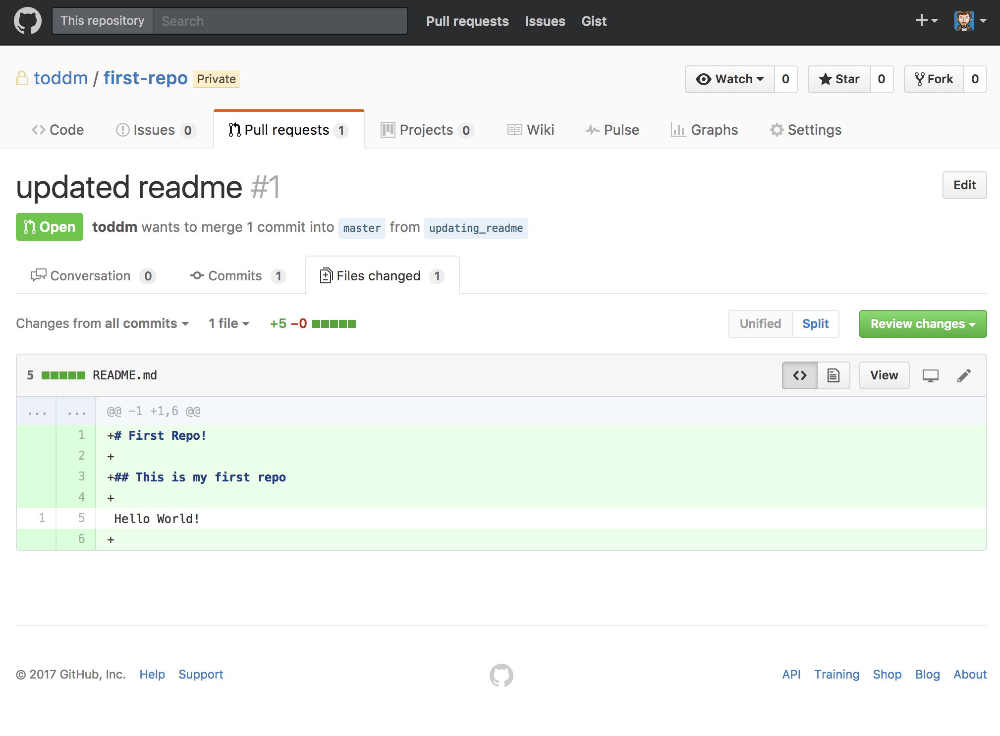 This repository Search Pull requests Issues Gist
toddm / first-repo Private Watch 0 Star 0 Fork 0
Code Issues 0 Pull requests 1 Projects 0 Wiki Pulse Graphs Settings
updated readme #1 Edit
Open toddm wants to merge 1 commit into master from updating_readme
Conversation 0 Commits 1 Files changed 1
Changes from all commits 1 file +5 −0 Unified Split Review changes
5 README.md View
... ... @@ -1 +1,6 @@
1 +# First Repo!
2 +
3 +## This is my first repo
4 +
1 5 Hello World!
6 +
© 2017 GitHub, Inc. Help Support API Training Shop Blog About